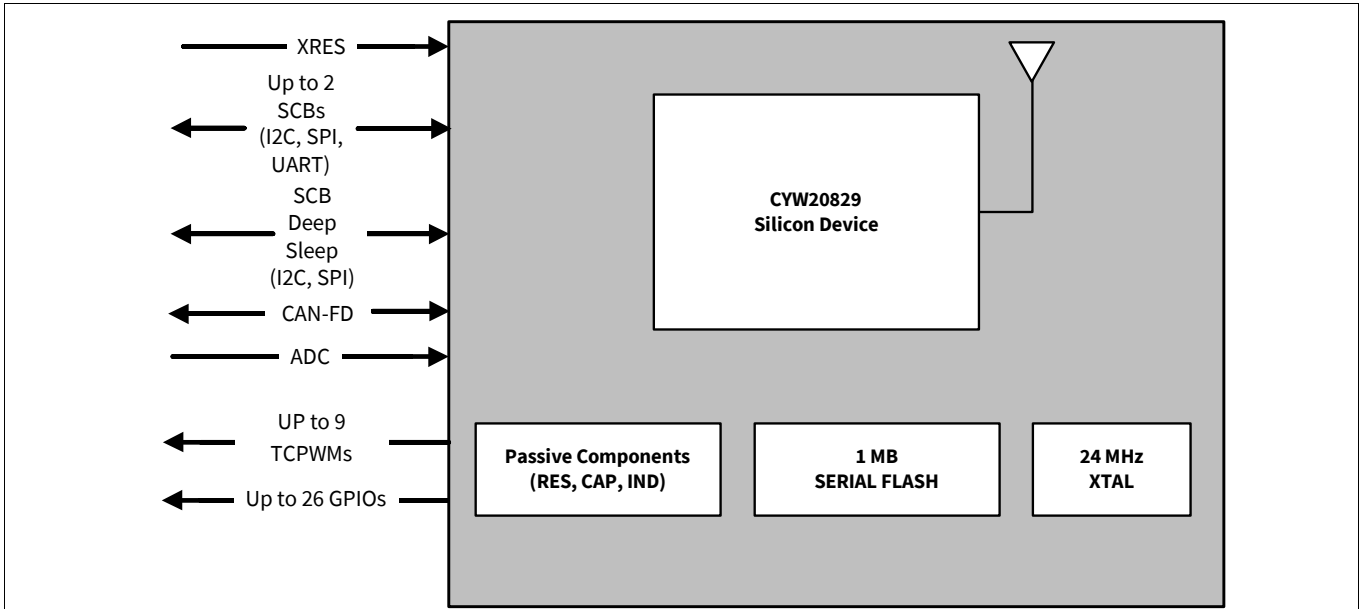 XRES
Up to 2
SCBs
(I2C, SPI,
UART)
SCB
Deep
Sleep
(I2C, SPI)
CAN-FD
ADC
UP to 9
TCPWMs
Up to 26 GPIOs
CYW20829
Silicon Device
Passive Components
(RES, CAP, IND)
1 MB
SERIAL FLASH
24 MHz
XTAL